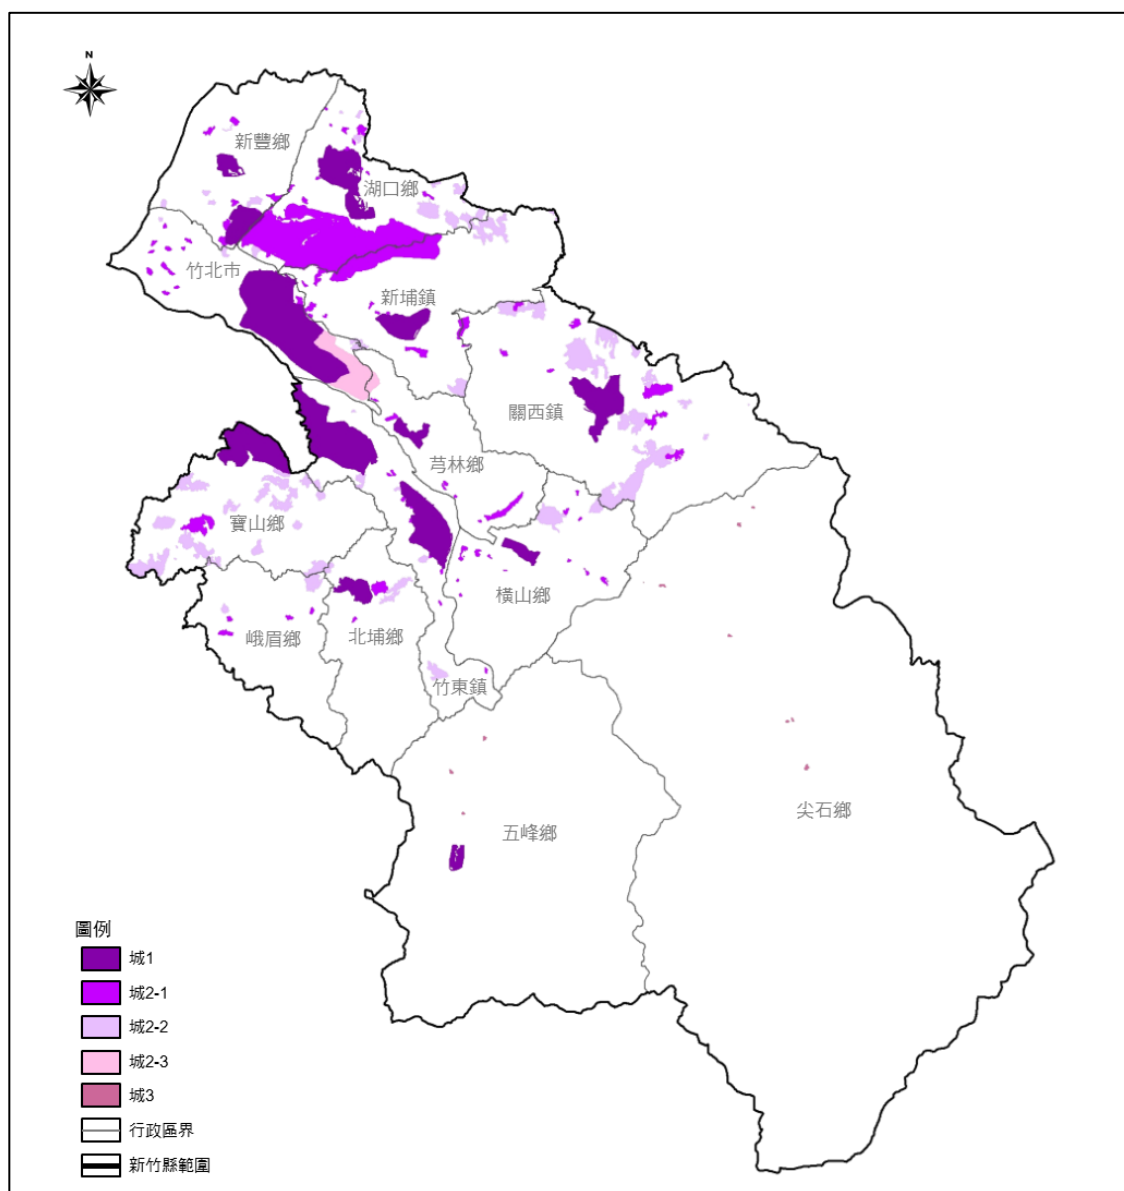 N
新豐鄉
湖口鄉
竹北市
新埔鎮
關西鎮
芎林鄉
寶山鄉
橫山鄉
峨眉鄉
北埔鄉
竹東鎮
尖石鄉
五峰鄉
圖例
城1
城2-1
城2-2
城2-3
城3
行政區界
新竹縣範圍